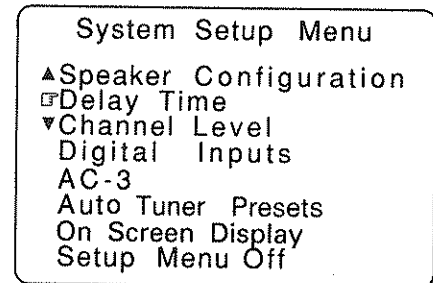 System Setup Menu
▲Speaker Configuration
☞Delay Time
▼Channel Level
Digital Inputs
AC-3
Auto Tuner Presets
On Screen Display
Setup Menu Off